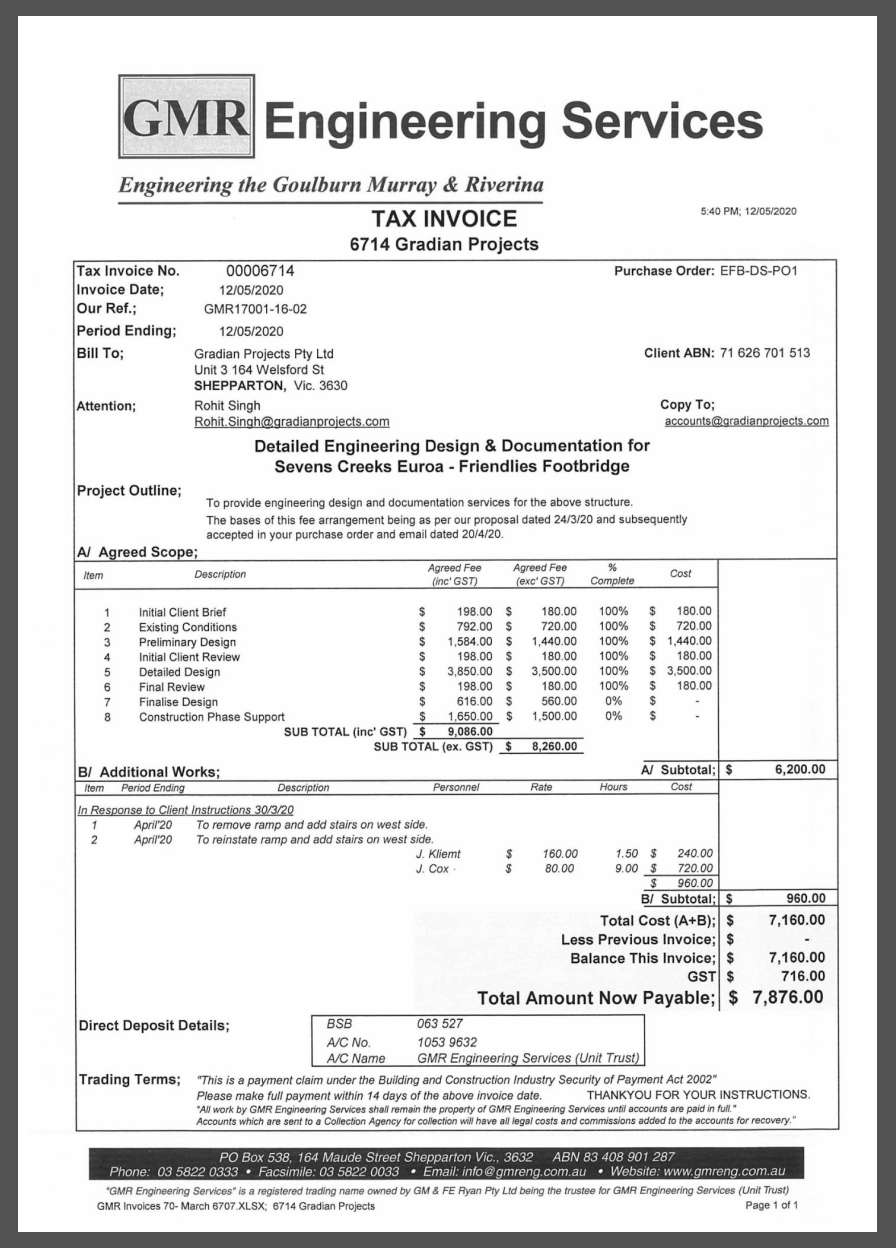 GMR Engineering Services
Engineering the Goulburn Murray & Riverina
TAX INVOICE 5:40 PM; 12/05/2020
6714 Gradian Projects
Tax Invoice No. 00006714 Purchase Order: EFB-DS-PO1
Invoice Date; 12/05/2020
Our Ref.; GMR17001-16-02
Period Ending; 12/05/2020
Bill To; Gradian Projects Pty Ltd Client ABN: 71 626 701 513
Unit 3 164 Welsford St
SHEPPARTON, Vic. 3630
Attention; Rohit Singh Copy To;
Rohit.Singh@gradianprojects.com accounts@gradianprojects.com
Detailed Engineering Design & Documentation for
Sevens Creeks Euroa - Friendlies Footbridge
Project Outline;
To provide engineering design and documentation services for the above structure.
The bases of this fee arrangement being as per our proposal dated 24/3/20 and subsequently
accepted in your purchase order and email dated 20/4/20.
A/ Agreed Scope;
Item Description Agreed Fee (inc' GST) Agreed Fee (exc' GST) % Complete Cost
1 Initial Client Brief $ 198.00 $ 180.00 100% $ 180.00
2 Existing Conditions $ 792.00 $ 720.00 100% $ 720.00
3 Preliminary Design $ 1,584.00 $ 1,440.00 100% $ 1,440.00
4 Initial Client Review $ 198.00 $ 180.00 100% $ 180.00
5 Detailed Design $ 3,850.00 $ 3,500.00 100% $ 3,500.00
6 Final Review $ 198.00 $ 180.00 100% $ 180.00
7 Finalise Design $ 616.00 $ 560.00 0% $ -
8 Construction Phase Support $ 1,650.00 $ 1,500.00 0% $ -
SUB TOTAL (inc' GST) $ 9,086.00
SUB TOTAL (ex. GST) $ 8,260.00
A/ Subtotal; $ 6,200.00
B/ Additional Works;
Item Period Ending Description Personnel Rate Hours Cost
In Response to Client Instructions 30/3/20
1 April'20 To remove ramp and add stairs on west side.
2 April'20 To reinstate ramp and add stairs on west side.
J. Kliemt $ 160.00 1.50 $ 240.00
J. Cox $ 80.00 9.00 $ 720.00
$ 960.00
B/ Subtotal; $ 960.00
Total Cost (A+B); $ 7,160.00
Less Previous Invoice; $ -
Balance This Invoice; $ 7,160.00
GST $ 716.00
Total Amount Now Payable; $ 7,876.00
Direct Deposit Details; BSB 063 527
A/C No. 1053 9632
A/C Name GMR Engineering Services (Unit Trust)
Trading Terms; "This is a payment claim under the Building and Construction Industry Security of Payment Act 2002"
Please make full payment within 14 days of the above invoice date. THANKYOU FOR YOUR INSTRUCTIONS.
"All work by GMR Engineering Services shall remain the property of GMR Engineering Services until accounts are paid in full."
Accounts which are sent to a Collection Agency for collection will have all legal costs and commissions added to the accounts for recovery."
PO Box 538, 164 Maude Street Shepparton Vic., 3632 ABN 83 408 901 287
Phone: 03 5822 0333 • Facsimile: 03 5822 0033 • Email: info@gmreng.com.au • Website: www.gmreng.com.au
"GMR Engineering Services" is a registered trading name owned by GM & FE Ryan Pty Ltd being the trustee for GMR Engineering Services (Unit Trust)
GMR Invoices 70- March 6707.XLSX; 6714 Gradian Projects Page 1 of 1